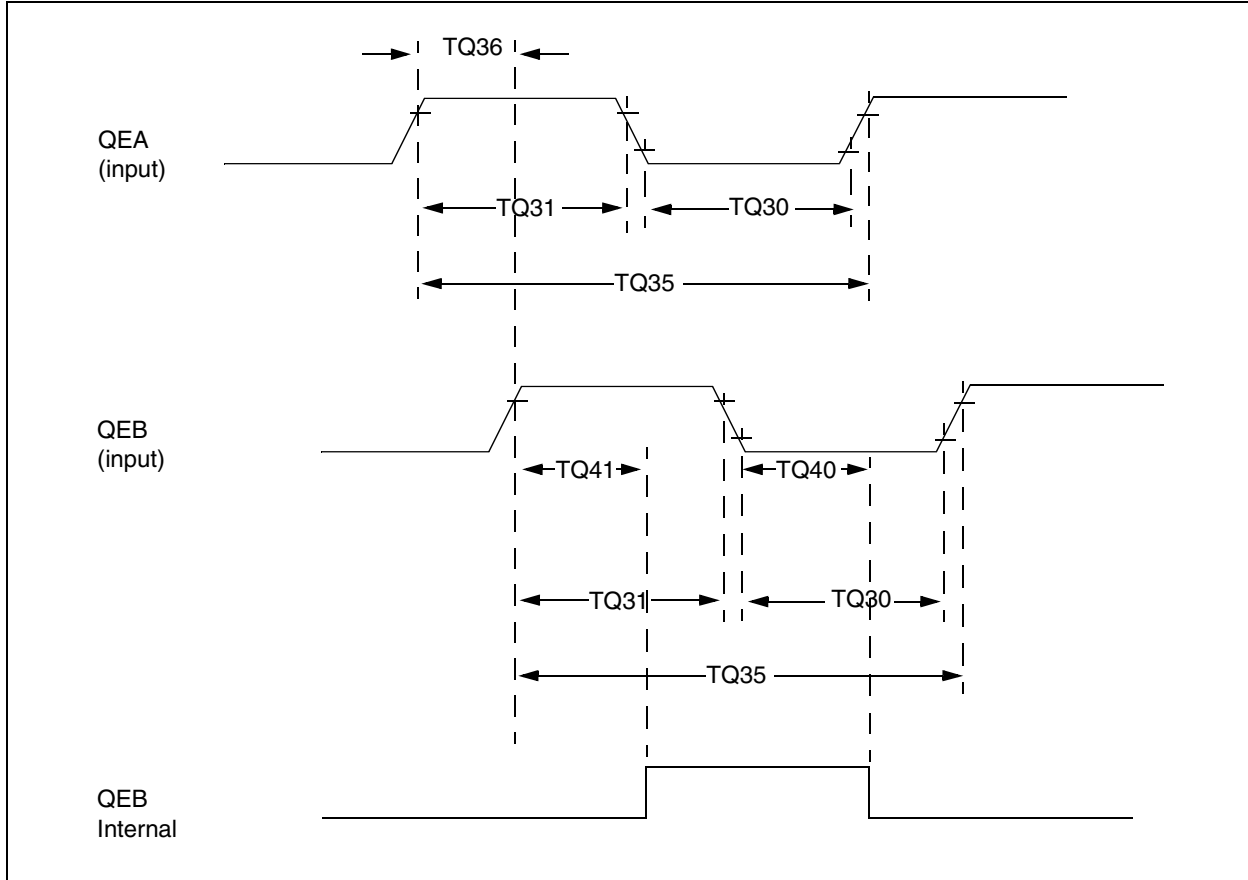 TQ36
QEA
(input)
TQ31
TQ30
TQ35
QEB
(input)
TQ41
TQ40
TQ31
TQ30
TQ35
QEB
Internal